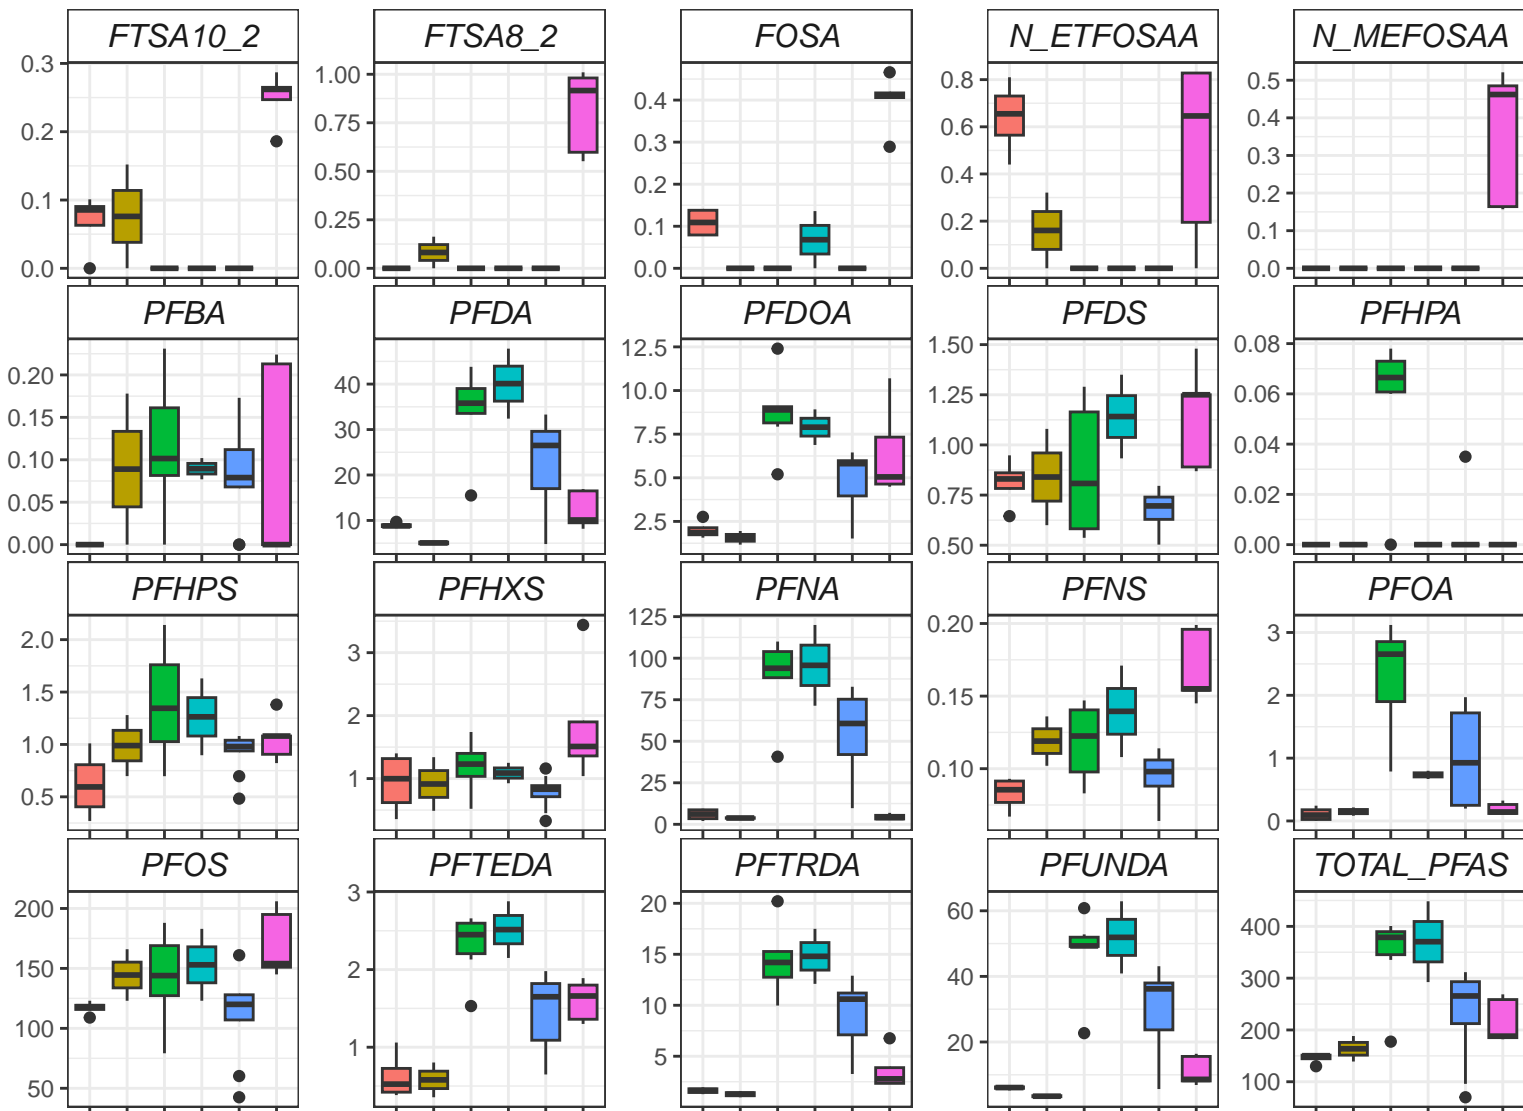 FTSA10_2 FTSA8_2 FOSA N_ETFOSAA N_MEFOSAA
0.3 0.2 0.1 0.0
1.00 0.75 0.50 0.25 0.00
0.4 0.3 0.2 0.1 0.0
0.8 0.6 0.4 0.2 0.0
0.5 0.4 0.3 0.2 0.1 0.0
PFBA PFDA PFDOA PFDS PFHPA
0.20 0.15 0.10 0.05 0.00
40 30 20 10
12.5 10.0 7.5 5.0 2.5
1.50 1.25 1.00 0.75 0.50
0.08 0.06 0.04 0.02 0.00
PFHPS PFHXS PFNA PFNS PFOA
2.0 1.5 1.0 0.5
3 2 1
125 100 75 50 25 0
0.20 0.15 0.10
3 2 1 0
PFOS PFTEDA PFTRDA PFUNDA TOTAL_PFAS
200 150 100 50
3 2 1
20 15 10 5
60 40 20
400 300 200 100